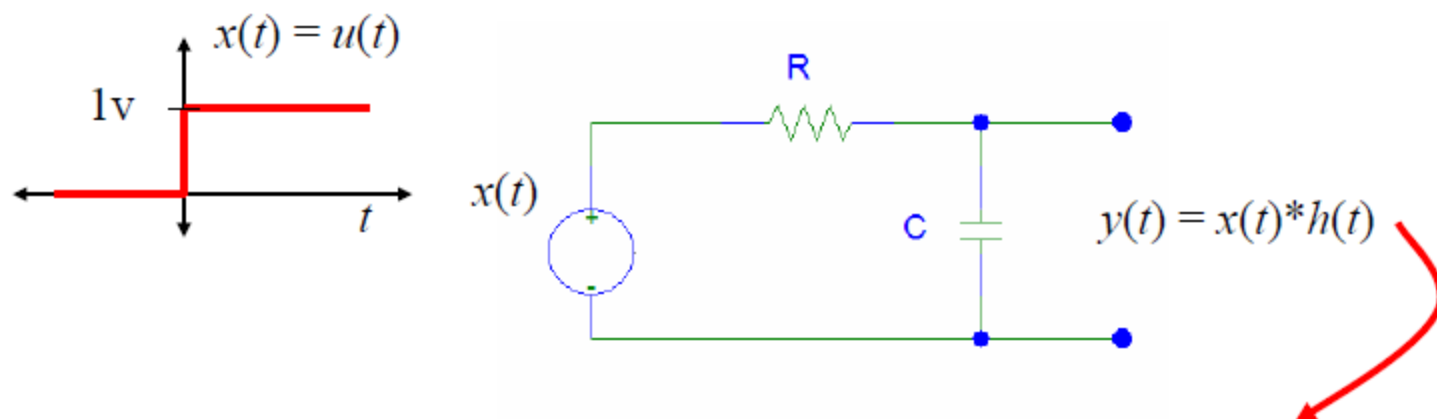 x(t) = u(t)
1v
t
R
x(t)
C
y(t) = x(t)*h(t)